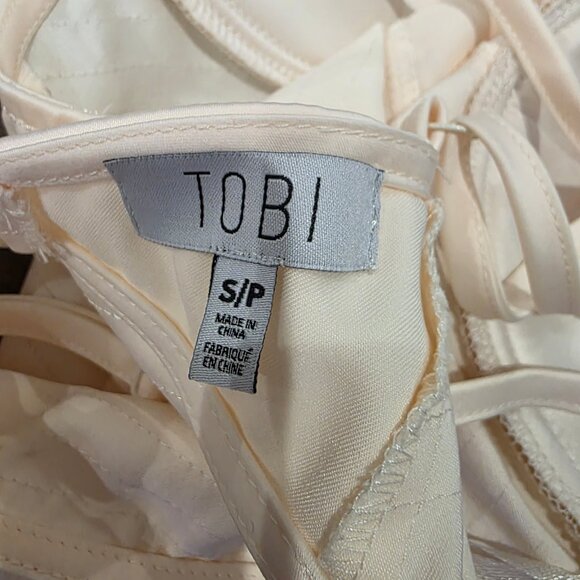 TOBI
S/P
MADE IN
CHINA
FABRIQUÉ
EN CHINE